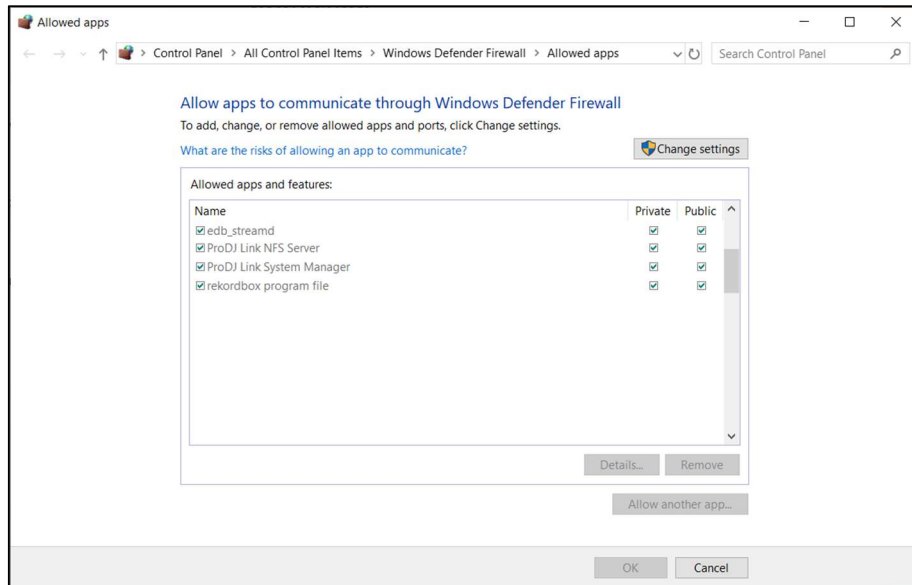 Allowed apps
Control Panel > All Control Panel Items > Windows Defender Firewall > Allowed apps
Search Control Panel
Allow apps to communicate through Windows Defender Firewall
To add, change, or remove allowed apps and ports, click Change settings.
What are the risks of allowing an app to communicate?
Change settings
Allowed apps and features:
Name Private Public
edb_streamd
ProDJ Link NFS Server
ProDJ Link System Manager
rekordbox program file
Details... Remove
Allow another app...
OK Cancel